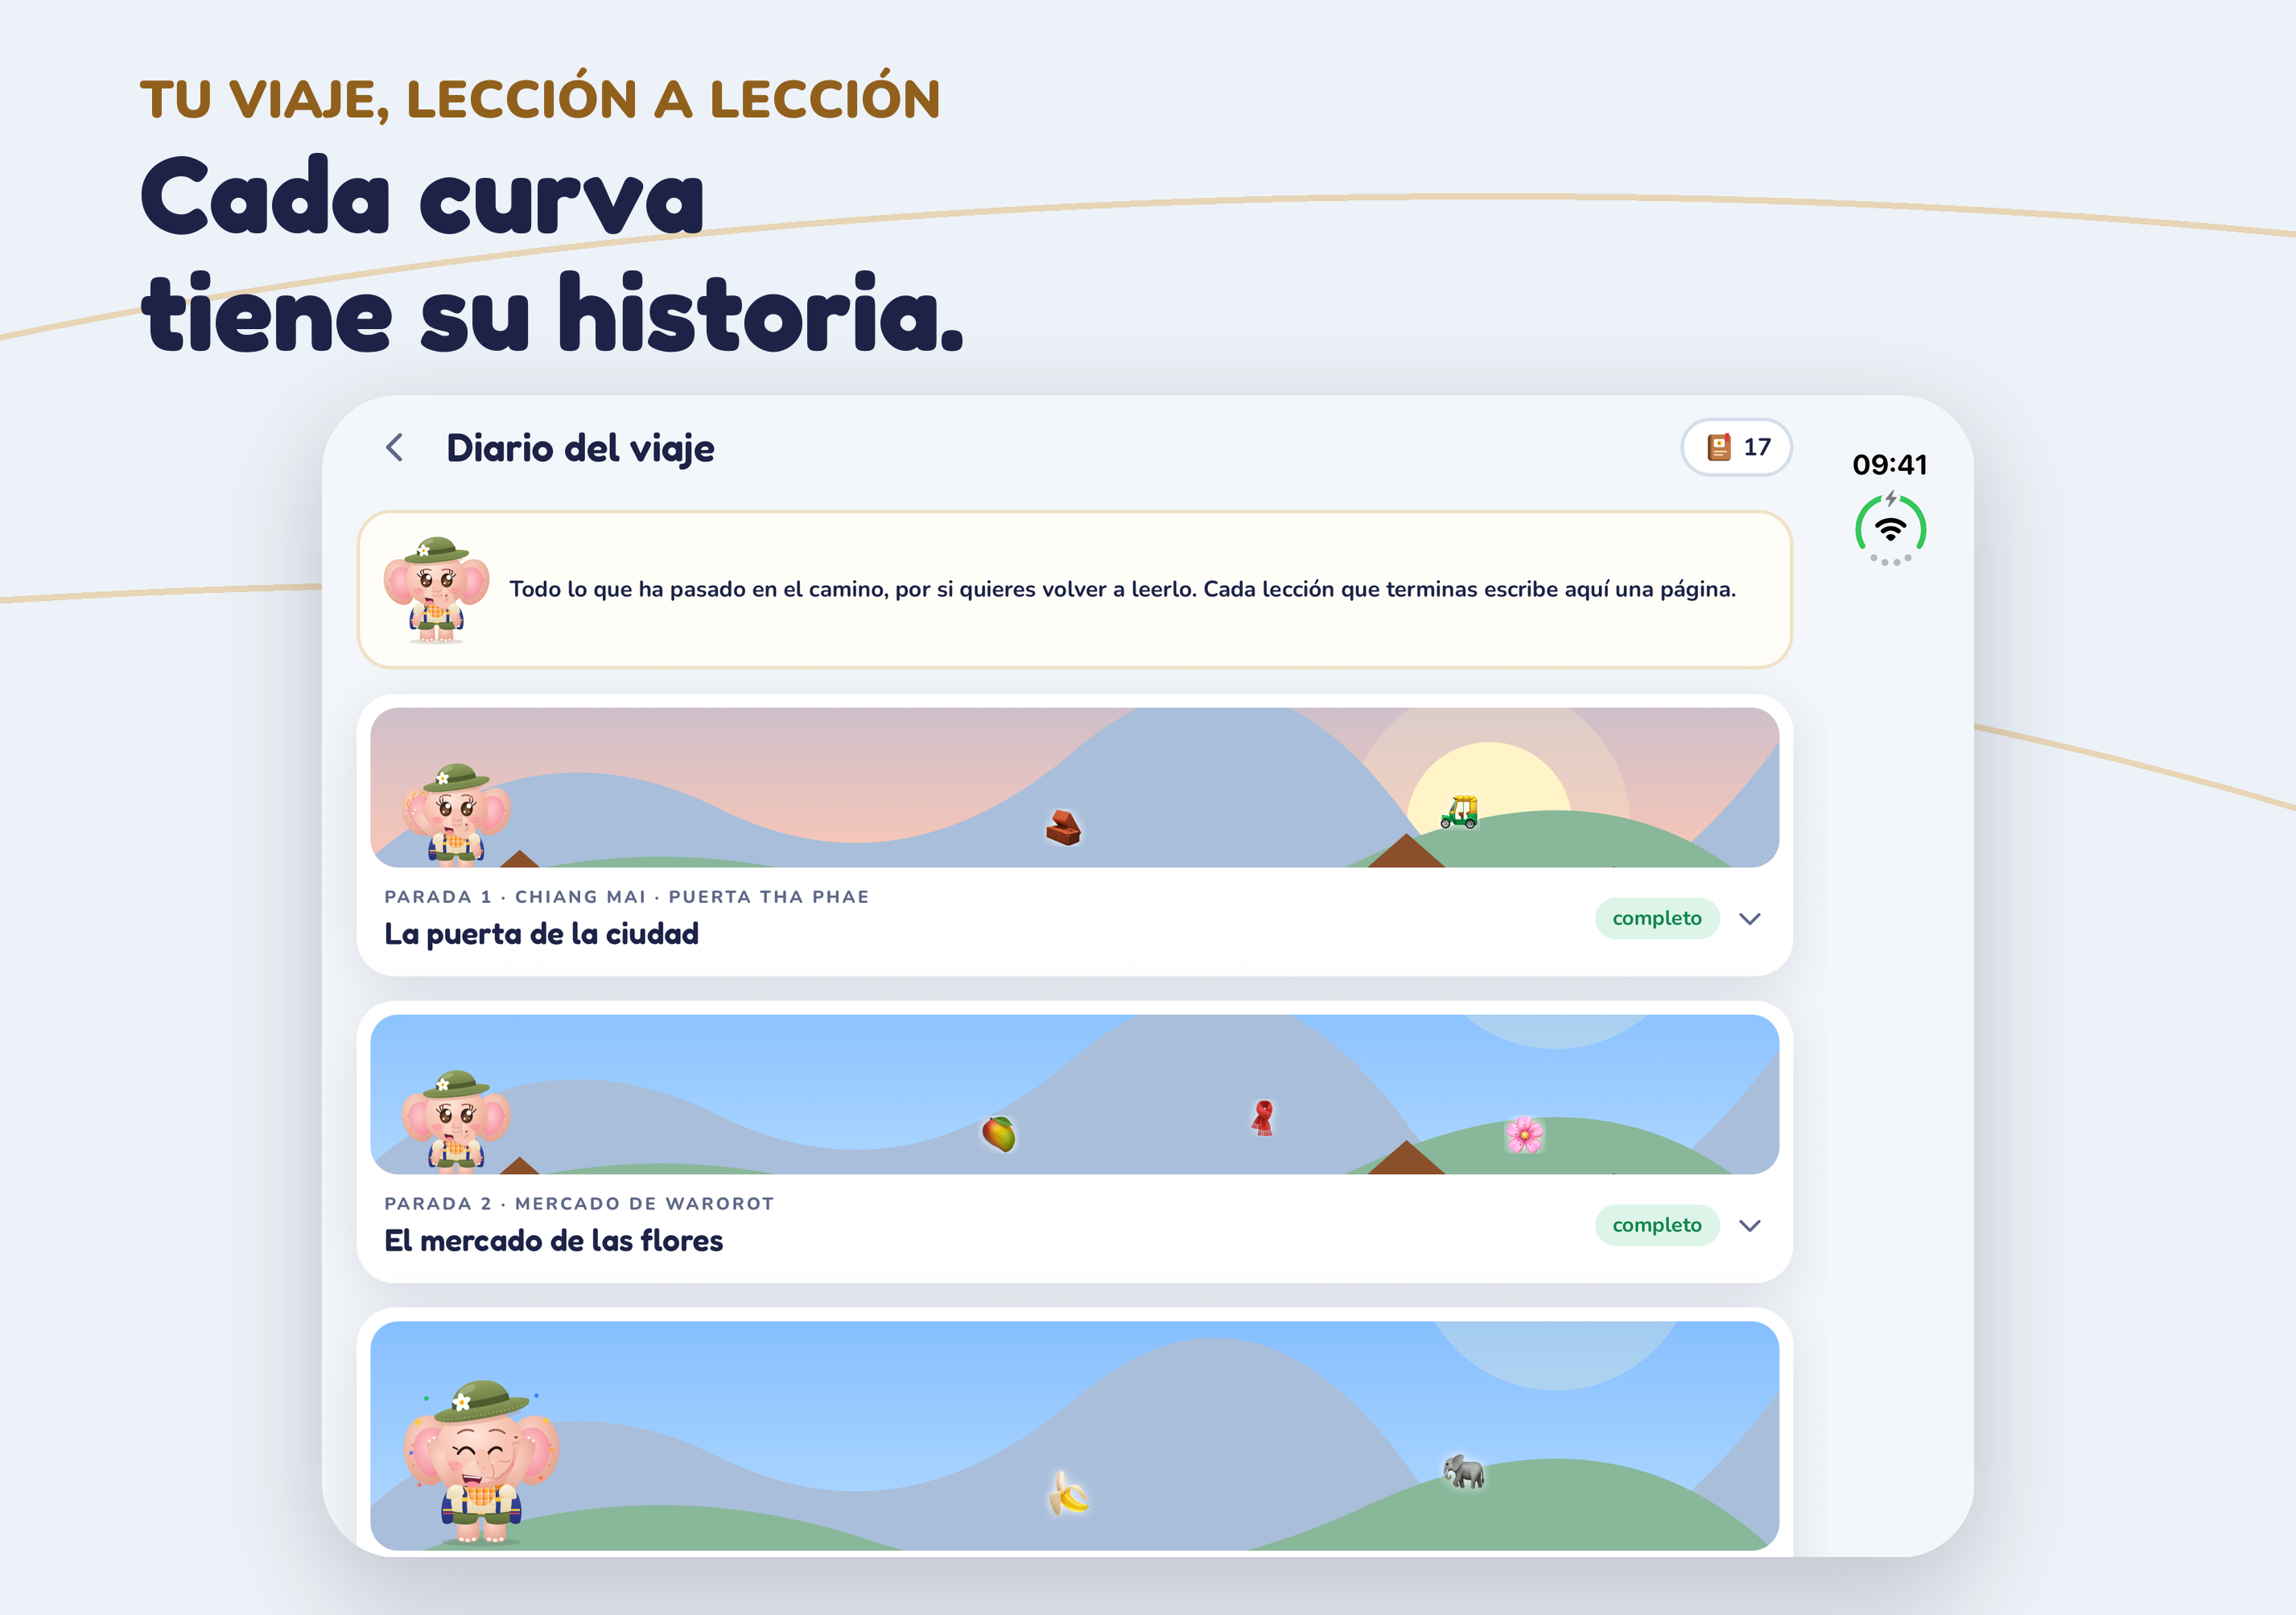 TU VIAJE, LECCIÓN A LECCIÓN
Cada curva
tiene su historia.
Diario del viaje
17
09:41
Todo lo que ha pasado en el camino, por si quieres volver a leerlo. Cada lección que terminas escribe aquí una página.
PARADA 1 · CHIANG MAI · PUERTA THA PHAE
La puerta de la ciudad
completo
PARADA 2 · MERCADO DE WAROROT
El mercado de las flores
completo